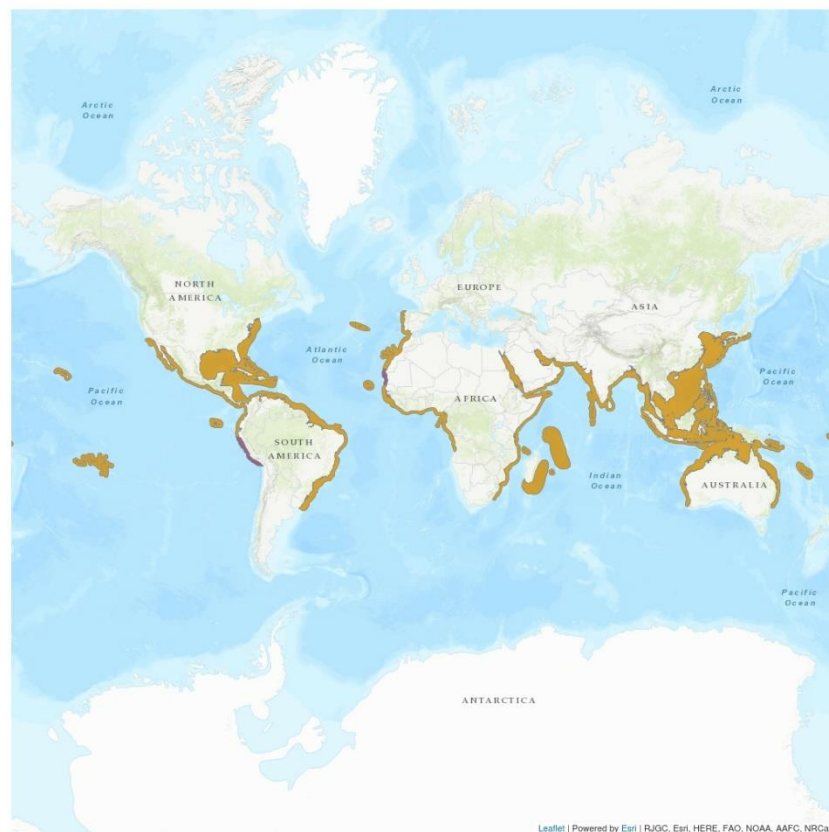 Arctic
Ocean
Arctic
Ocean
NORTH
AMERICA
EUROPE
ASIA
Atlantic
Ocean
Pacific
Ocean
Pacific
Ocean
AFRICA
SOUTH
AMERICA
Indian
Ocean
AUSTRALIA
Pacific
Ocean
ANTARCTICA
Leaflet | Powered by Esri | RJGC, Esri, HERE, FAO, NOAA, AAFC, NRCa